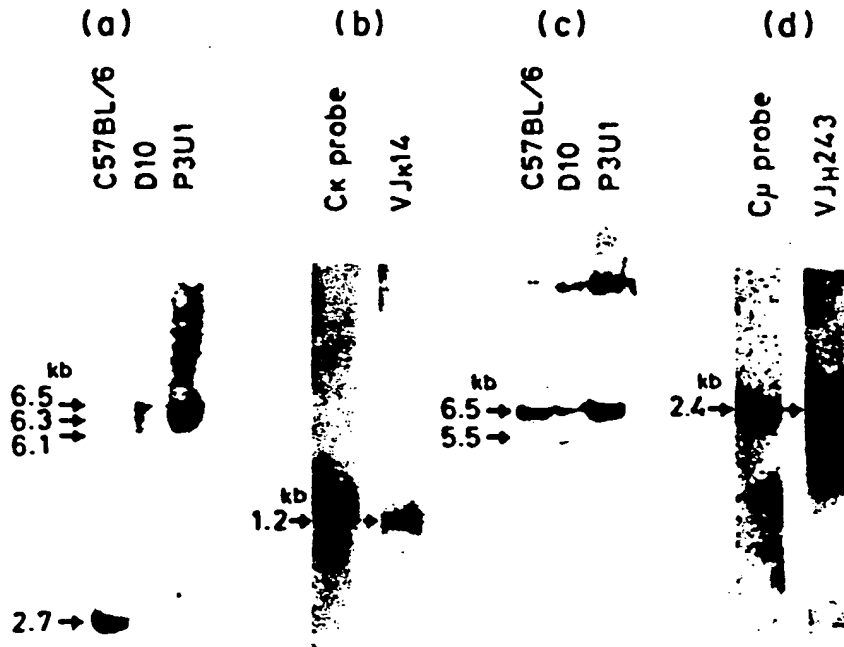 (a)
(b)
(c)
(d)
C57BL/6
D10
P3U1
Cκ probe
VJκ14
C57BL/6
D10
P3U1
Cμ probe
VJH243
kb
6.5
6.3
6.1
2.7
kb
1.2
6.5
5.5
kb
2.4